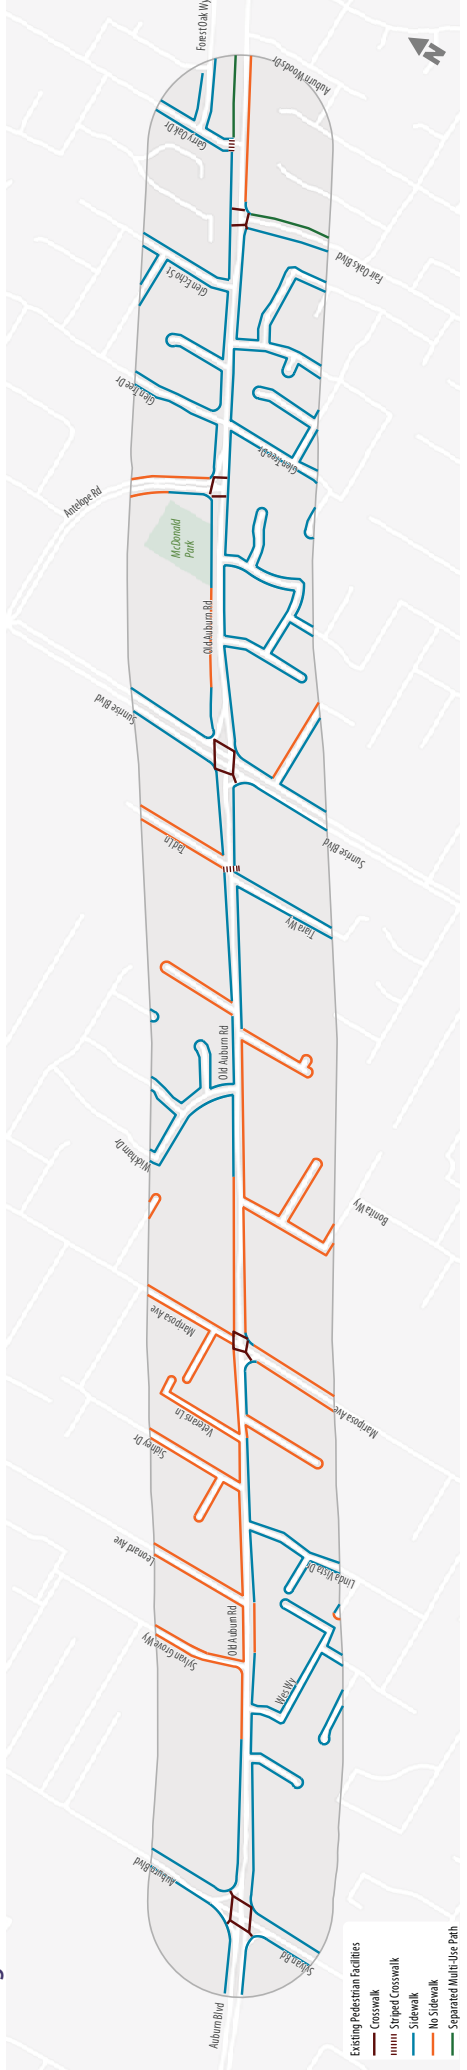 Forest Oak Wy
Auburn Woods Dr
N
Garry Oak Dr
Fair Oaks Blvd
Glen Echo St
Glen Tree Dr
Glen Tree Dr
Antelope Rd
McDonald
Park
Old Auburn Rd
Sunrise Blvd
Sunrise Blvd
Tad Ln
Tiara Wy
Old Auburn Rd
Wickham Dr
Bonita Wy
Mariposa Ave
Mariposa Ave
Veterans Ln
Sidney Dr
Leonard Ave
Linda Vista Dr
Old Auburn Rd
Sylvan Grove Wy
Wes Wy
Auburn Blvd
Sylvan Rd
Auburn Blvd
Existing Pedestrian Facilities
Crosswalk
Striped Crosswalk
Sidewalk
No Sidewalk
Separated Multi-Use Path